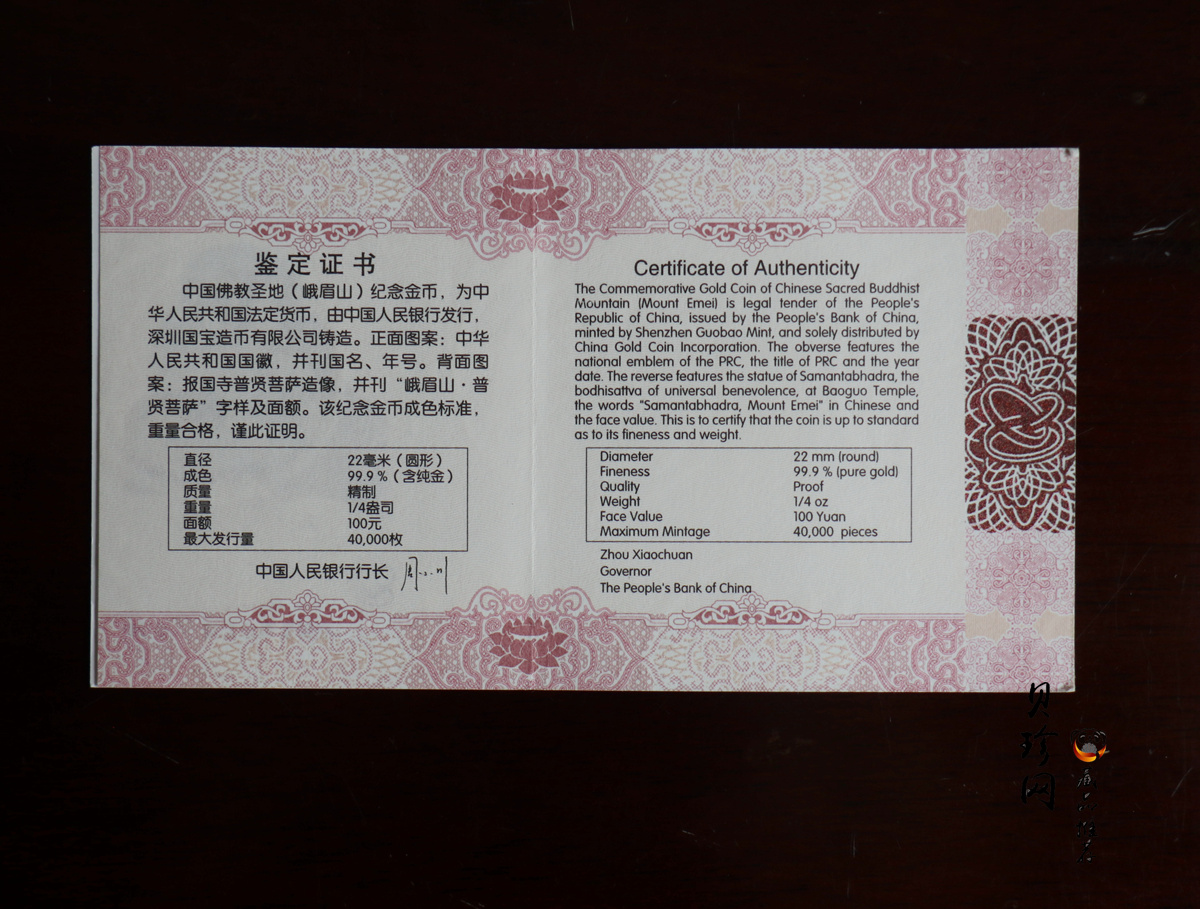 鉴定证书
中国佛教圣地（峨眉山）纪念金币，为中
华人民共和国法定货币，由中国人民银行发行，
深圳国宝造币有限公司铸造。正面图案：中华
人民共和国国徽，并刊国名、年号。背面图
案：报国寺普贤菩萨造像，并刊“峨眉山·普
贤菩萨”字样及面额。该纪念金币成色标准，
重量合格，谨此证明。
直径 22毫米（圆形）
成色 99.9 %（含纯金）
质量 精制
重量 1/4盎司
面额 100元
最大发行量 40,000枚
中国人民银行行长
Certificate of Authenticity
The Commemorative Gold Coin of Chinese Sacred Buddhist
Mountain (Mount Emei) is legal tender of the People's
Republic of China, issued by the People's Bank of China,
minted by Shenzhen Guobao Mint, and solely distributed by
China Gold Coin Incorporation. The obverse features the
national emblem of the PRC, the title of PRC and the year
date. The reverse features the statue of Samantabhadra, the
bodhisattva of universal benevolence, at Baoguo Temple,
the words "Samantabhadra, Mount Emei" in Chinese and
the face value. This is to certify that the coin is up to standard
as to its fineness and weight.
Diameter 22 mm (round)
Fineness 99.9 % (pure gold)
Quality Proof
Weight 1/4 oz
Face Value 100 Yuan
Maximum Mintage 40,000 pieces
Zhou Xiaochuan
Governor
The People's Bank of China
贝珍网